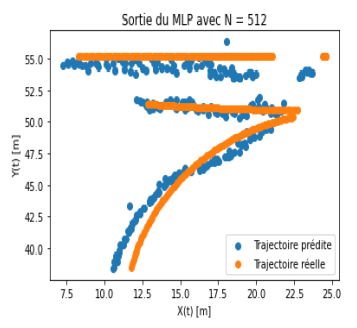 Sortie du MLP avec N = 512
Y(t) [m]
55.0
52.5
50.0
47.5
45.0
42.5
40.0
Trajectoire prédite
Trajectoire réelle
7.5 10.0 12.5 15.0 17.5 20.0 22.5 25.0
X(t) [m]